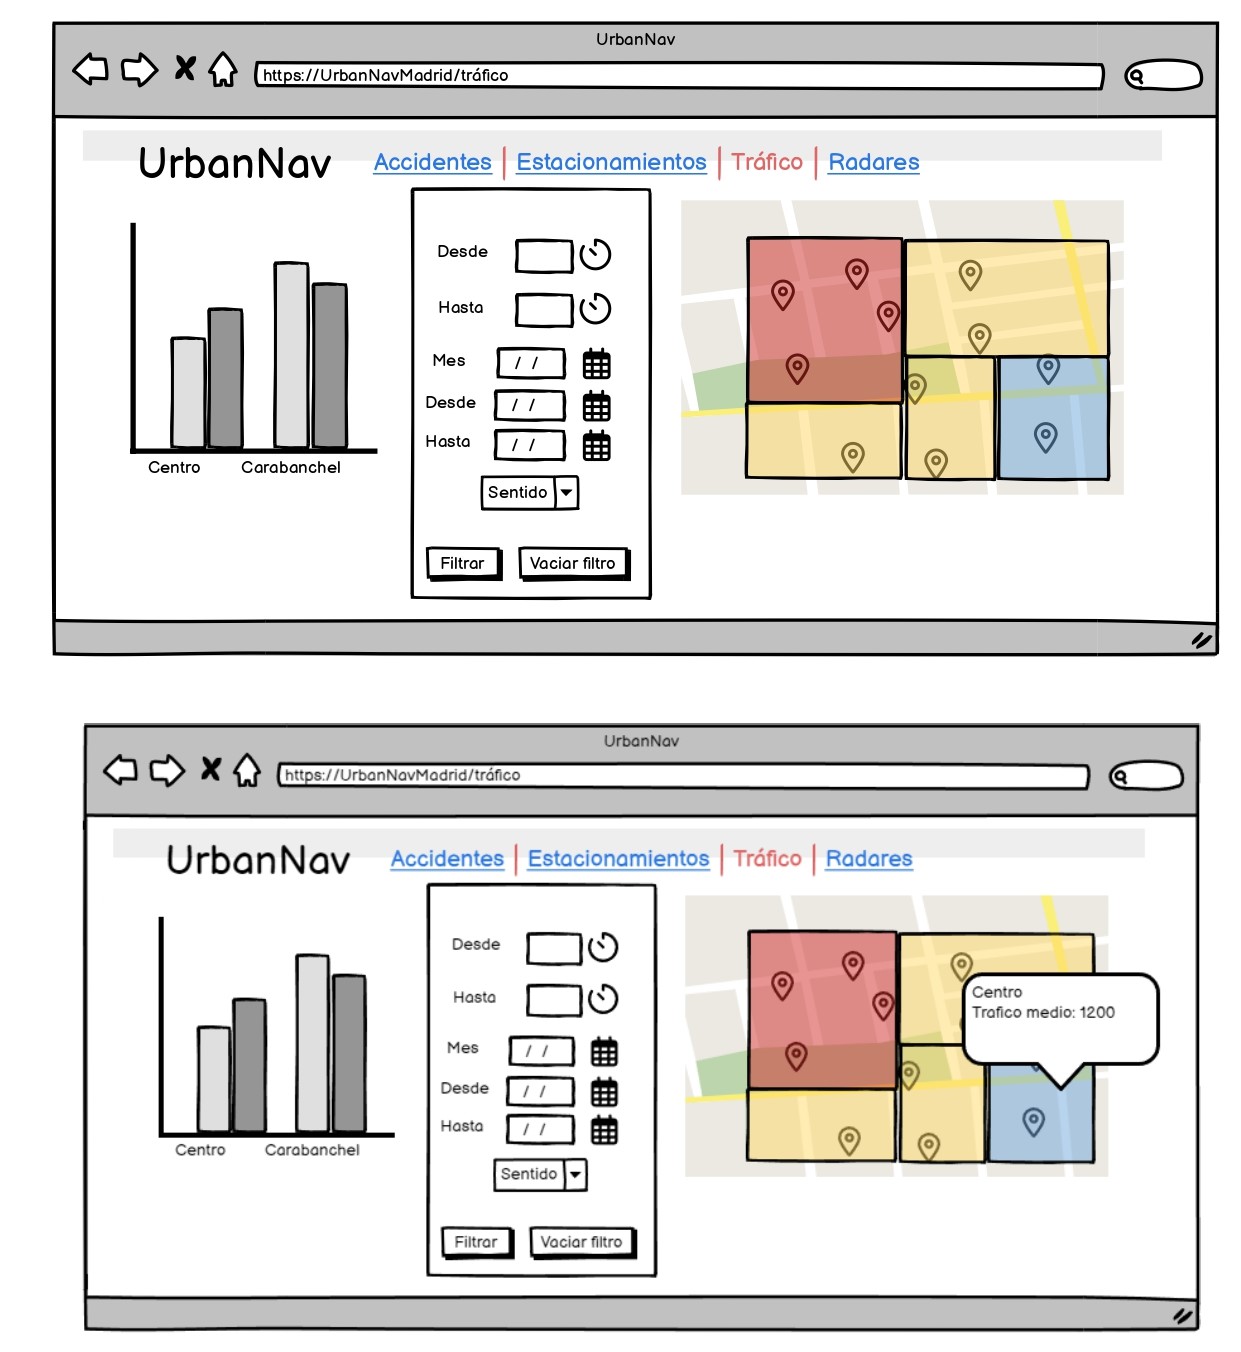 UrbanNav
https://UrbanNavMadrid/tráfico
UrbanNav
Accidentes | Estacionamientos | Tráfico | Radares
Desde
Hasta
Mes / /
Desde / /
Hasta / /
Sentido
Filtrar Vaciar filtro
Centro Carabanchel
UrbanNav
https://UrbanNavMadrid/tráfico
UrbanNav
Accidentes | Estacionamientos | Tráfico | Radares
Desde
Hasta
Mes / /
Desde / /
Hasta / /
Sentido
Filtrar Vaciar filtro
Centro Carabanchel
Centro
Trafico medio: 1200